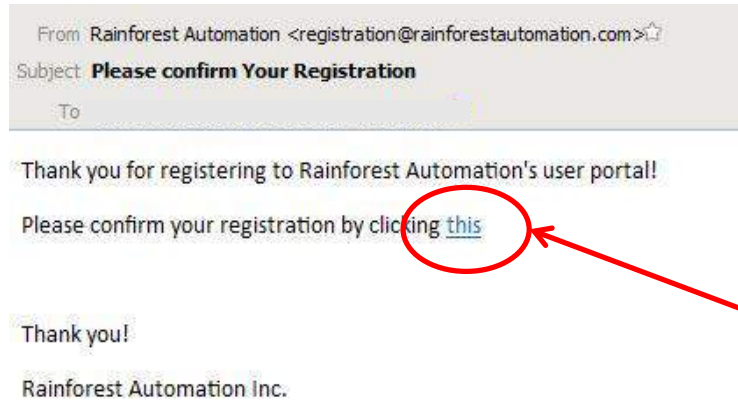 From Rainforest Automation <registration@rainforestautomation.com>
Subject Please confirm Your Registration
To
Thank you for registering to Rainforest Automation's user portal!
Please confirm your registration by clicking this
Thank you!
Rainforest Automation Inc.